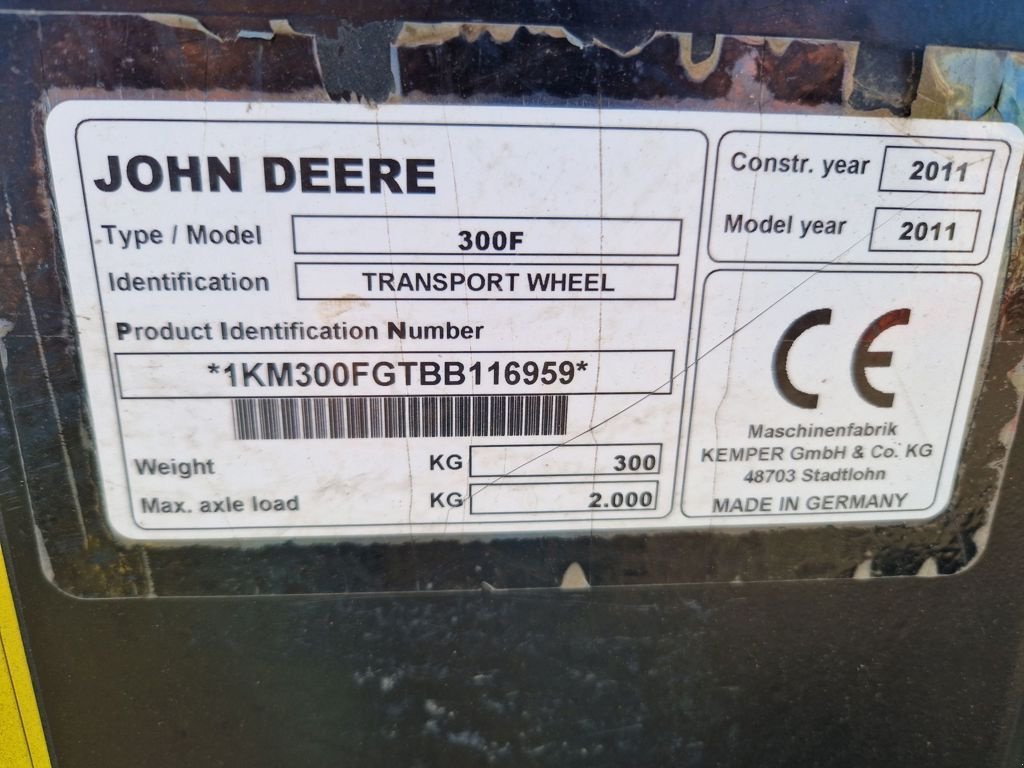 JOHN DEERE
Type / Model 300F
Identification TRANSPORT WHEEL
Product Identification Number
*1KM300FGTBB116959*
Weight KG 300
Max. axle load KG 2.000
Constr. year 2011
Model year 2011
CE
Maschinenfabrik
KEMPER GmbH & Co. KG
48703 Stadtlohn
MADE IN GERMANY